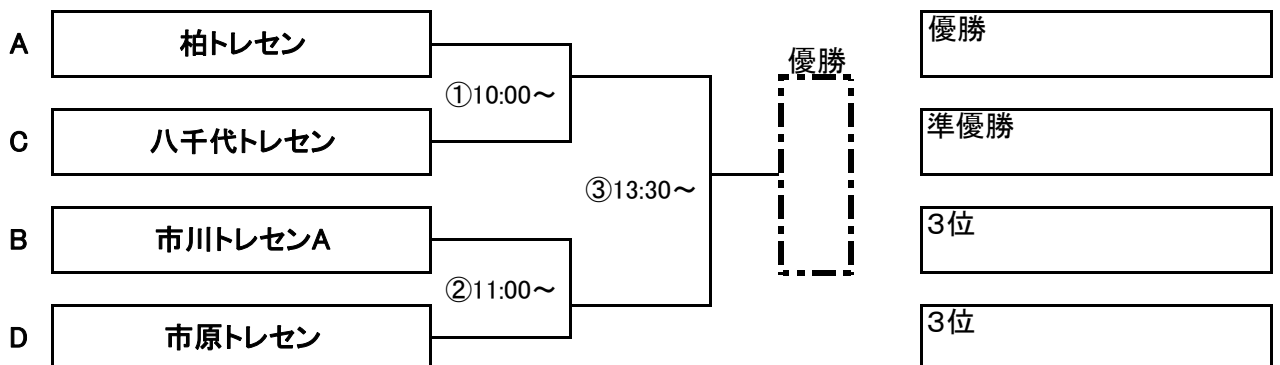 A
柏トレセン
①10:00～
C
八千代トレセン
③13:30～
B
市川トレセンA
②11:00～
D
市原トレセン
優勝
優勝
準優勝
３位
３位